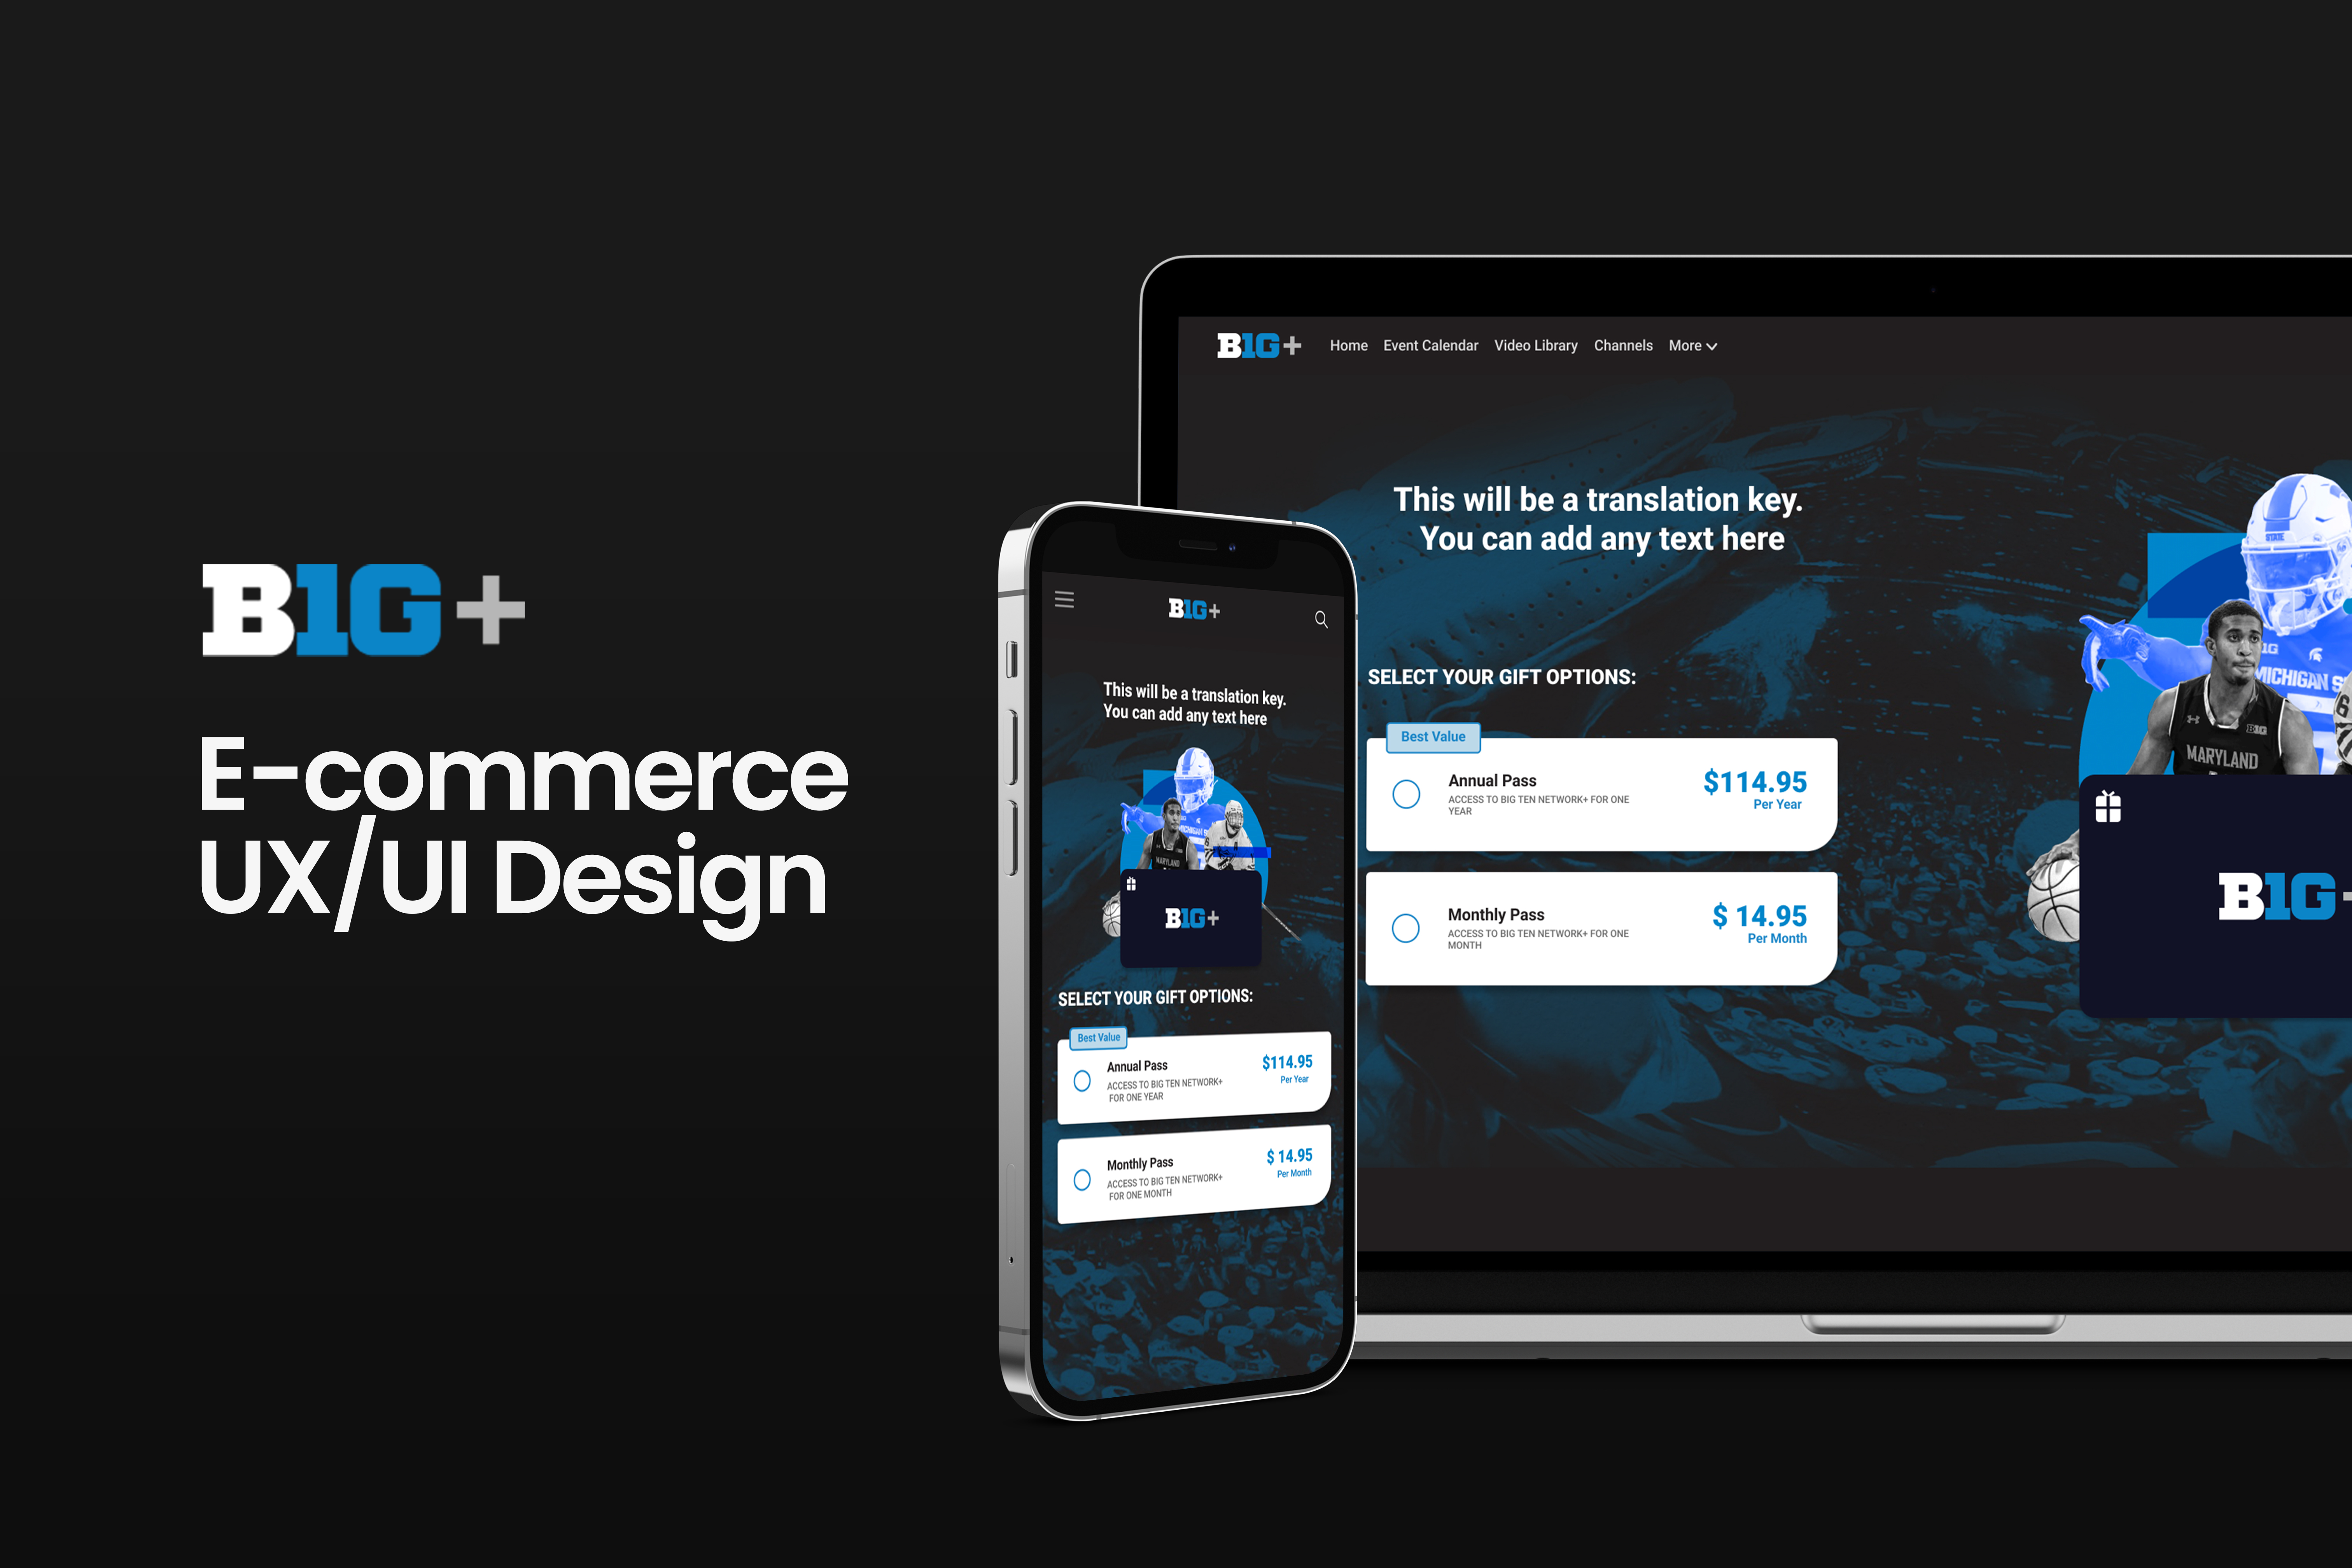 B1G+
E-commerce
UX/UI Design
B1G+
Home Event Calendar Video Library Channels More
This will be a translation key.
You can add any text here
SELECT YOUR GIFT OPTIONS:
Best Value
Annual Pass
ACCESS TO BIG TEN NETWORK+ FOR ONE
YEAR
$114.95
Per Year
Monthly Pass
ACCESS TO BIG TEN NETWORK+ FOR ONE
MONTH
$ 14.95
Per Month
STATE
MICHIGAN S
B1G
MARYLAND
6
B1G
B1G+
This will be a translation key.
You can add any text here
MARYLAND
B1G+
SELECT YOUR GIFT OPTIONS:
Best Value
Annual Pass
ACCESS TO BIG TEN NETWORK+
FOR ONE YEAR
$114.95
Per Year
Monthly Pass
ACCESS TO BIG TEN NETWORK+
FOR ONE MONTH
$ 14.95
Per Month